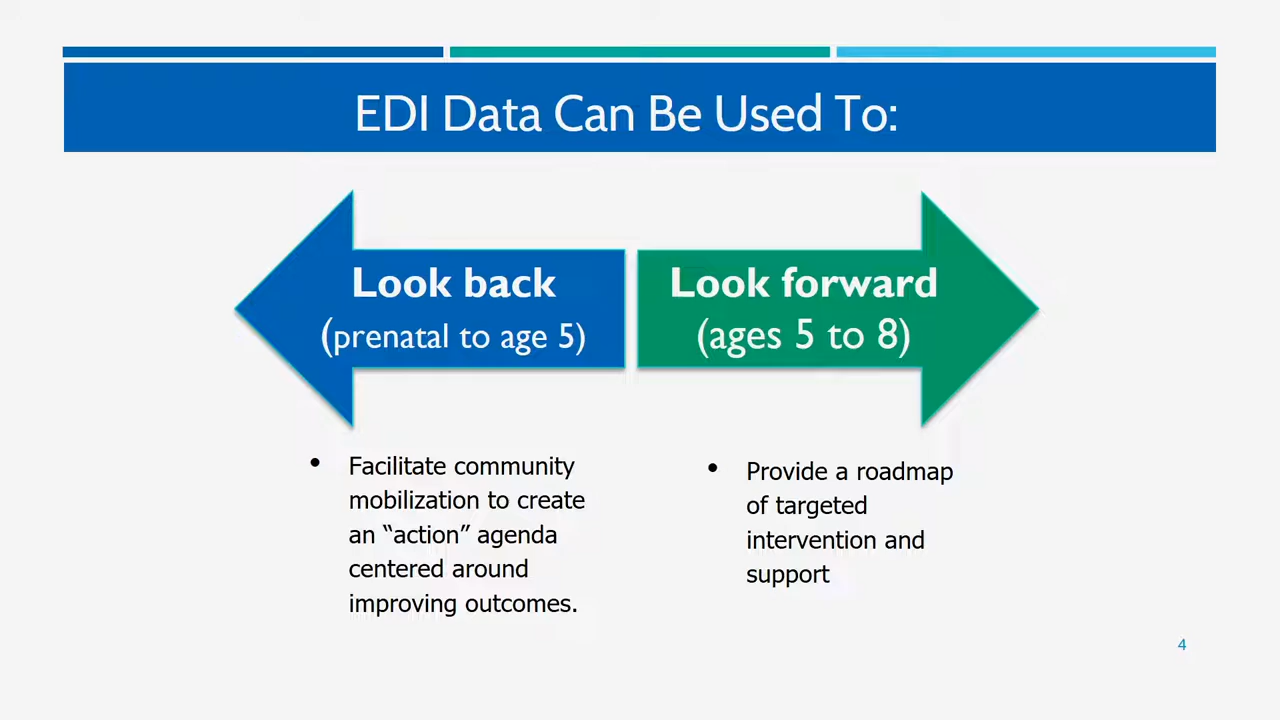 EDI Data Can Be Used To:
Look back
(prenatal to age 5)
Look forward
(ages 5 to 8)
• Facilitate community
mobilization to create
an “action” agenda
centered around
improving outcomes.
• Provide a roadmap
of targeted
intervention and
support
4